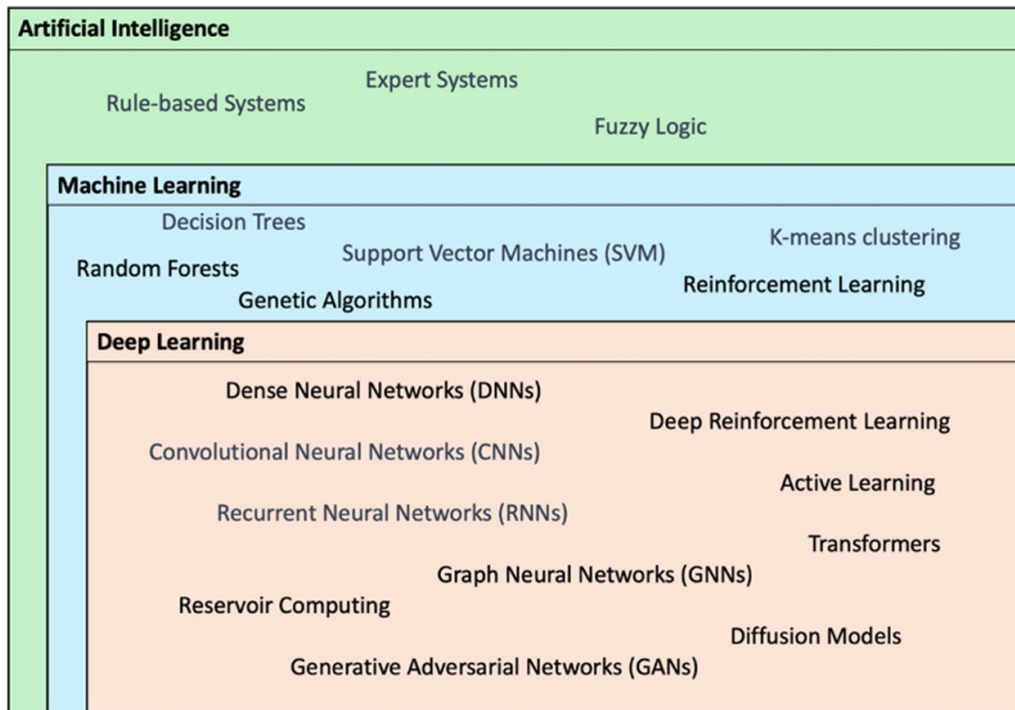 Artificial Intelligence
Expert Systems
Rule-based Systems
Fuzzy Logic
Machine Learning
Decision Trees
K-means clustering
Support Vector Machines (SVM)
Random Forests
Reinforcement Learning
Genetic Algorithms
Deep Learning
Dense Neural Networks (DNNs)
Deep Reinforcement Learning
Convolutional Neural Networks (CNNs)
Active Learning
Recurrent Neural Networks (RNNs)
Transformers
Graph Neural Networks (GNNs)
Reservoir Computing
Diffusion Models
Generative Adversarial Networks (GANs)